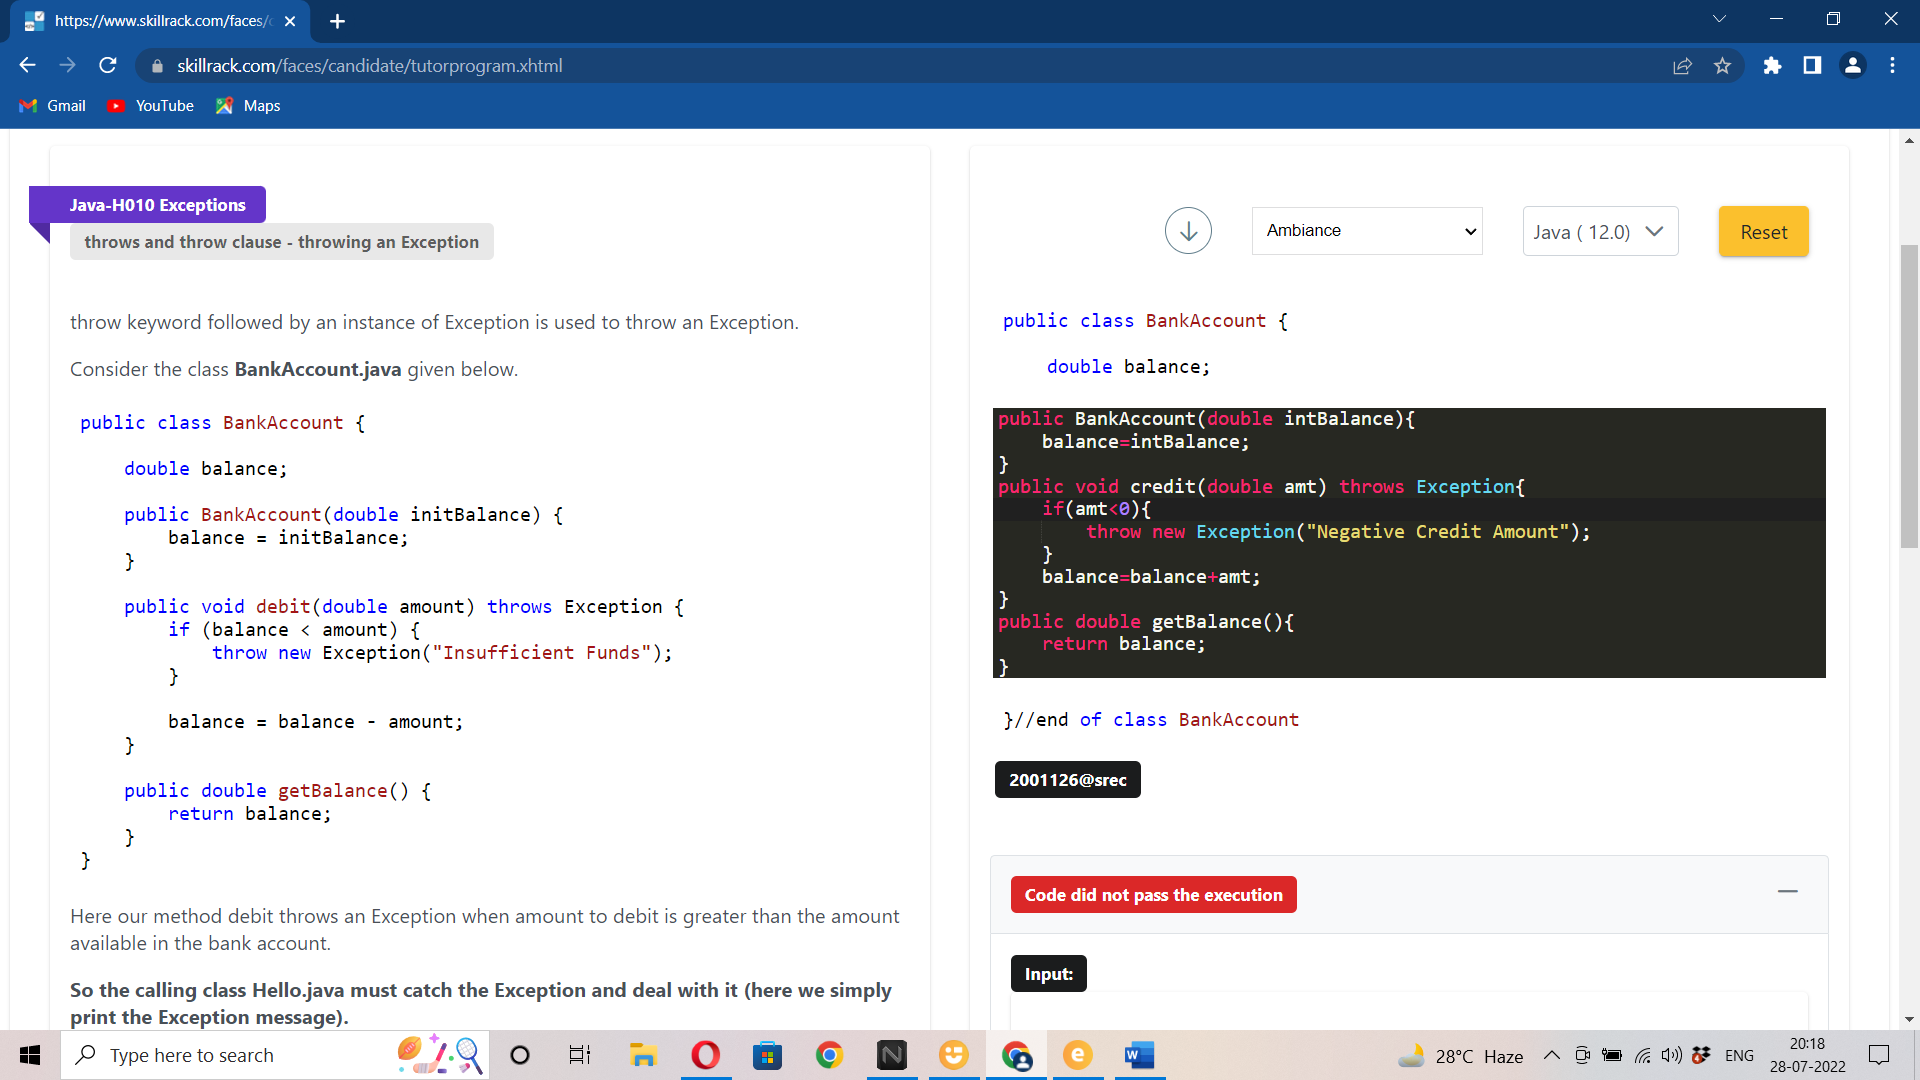 https://www.skillrack.com/faces/c
skillrack.com/faces/candidate/tutorprogram.xhtml
Gmail
YouTube
Maps
Java-H010 Exceptions
throws and throw clause - throwing an Exception
throw keyword followed by an instance of Exception is used to throw an Exception.
Consider the class BankAccount.java given below.
public class BankAccount {
double balance;
public BankAccount(double initBalance) {
balance = initBalance;
}
public void debit(double amount) throws Exception {
if (balance < amount) {
throw new Exception("Insufficient Funds");
}
balance = balance - amount;
}
public double getBalance() {
return balance;
}
}
Here our method debit throws an Exception when amount to debit is greater than the amount
available in the bank account.
So the calling class Hello.java must catch the Exception and deal with it (here we simply
print the Exception message).
Ambiance
Java ( 12.0)
Reset
public class BankAccount {
double balance;
public BankAccount(double intBalance){
balance=intBalance;
}
public void credit(double amt) throws Exception{
if(amt<0){
throw new Exception("Negative Credit Amount");
}
balance=balance+amt;
}
public double getBalance(){
return balance;
}
}//end of class BankAccount
2001126@srec
Code did not pass the execution
Input:
Type here to search
28°C Haze
ENG
20:18
28-07-2022